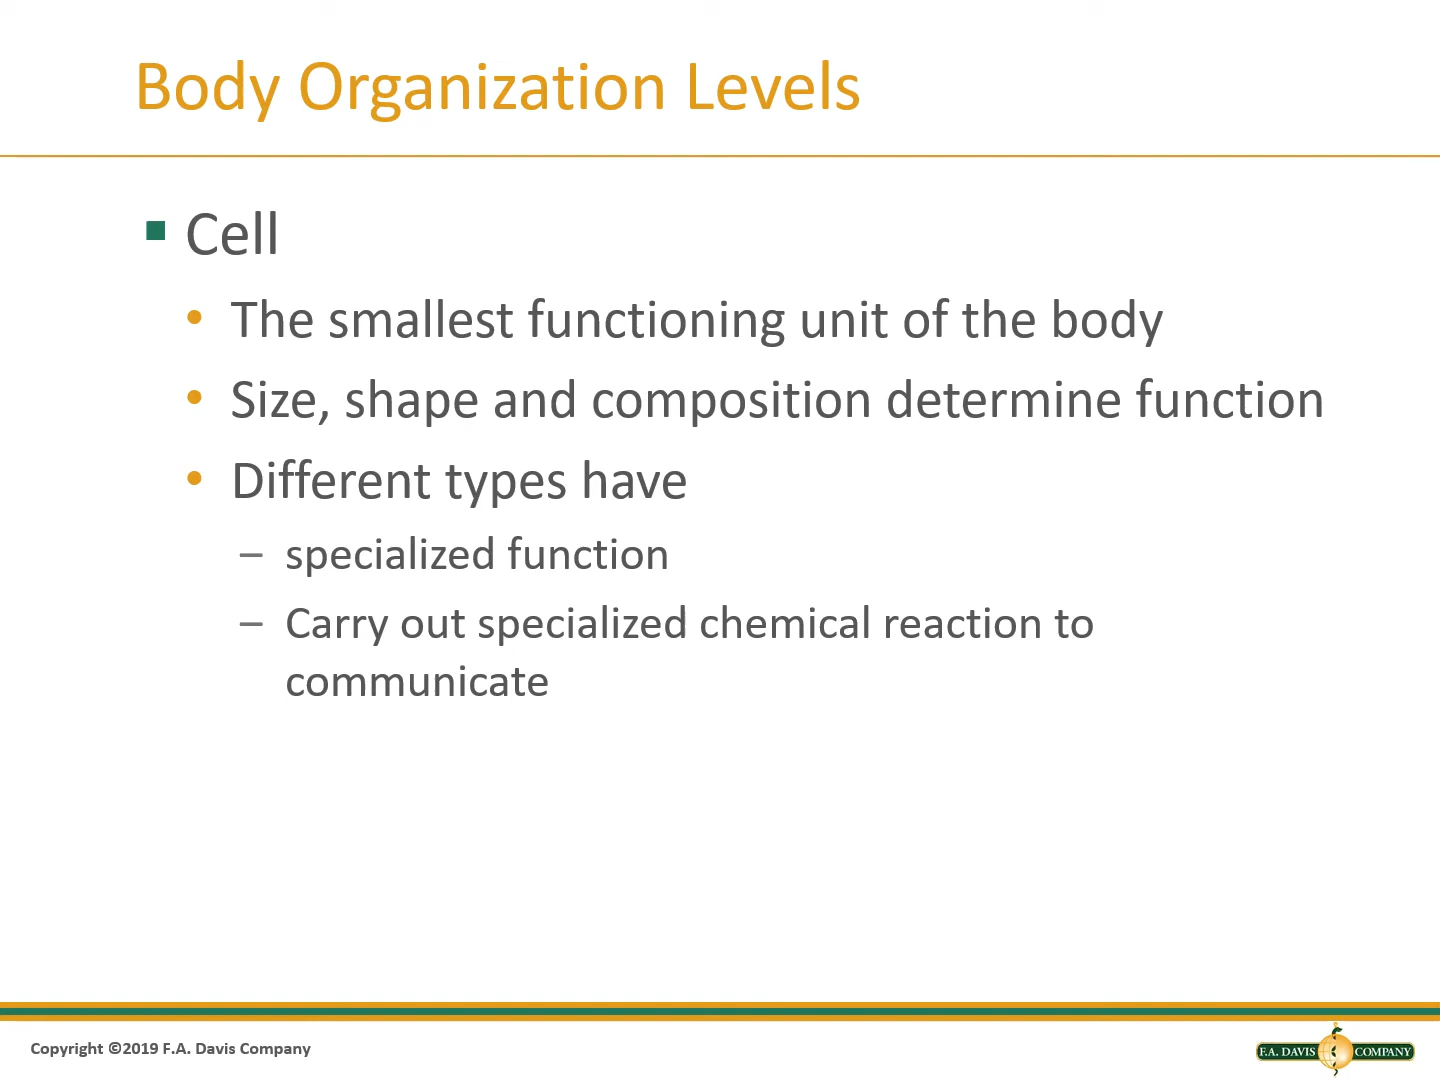 Body Organization Levels
▪ Cell
• The smallest functioning unit of the body
• Size, shape and composition determine function
• Different types have
– specialized function
– Carry out specialized chemical reaction to
communicate
Copyright ©2019 F.A. Davis Company
F.A. DAVIS COMPANY